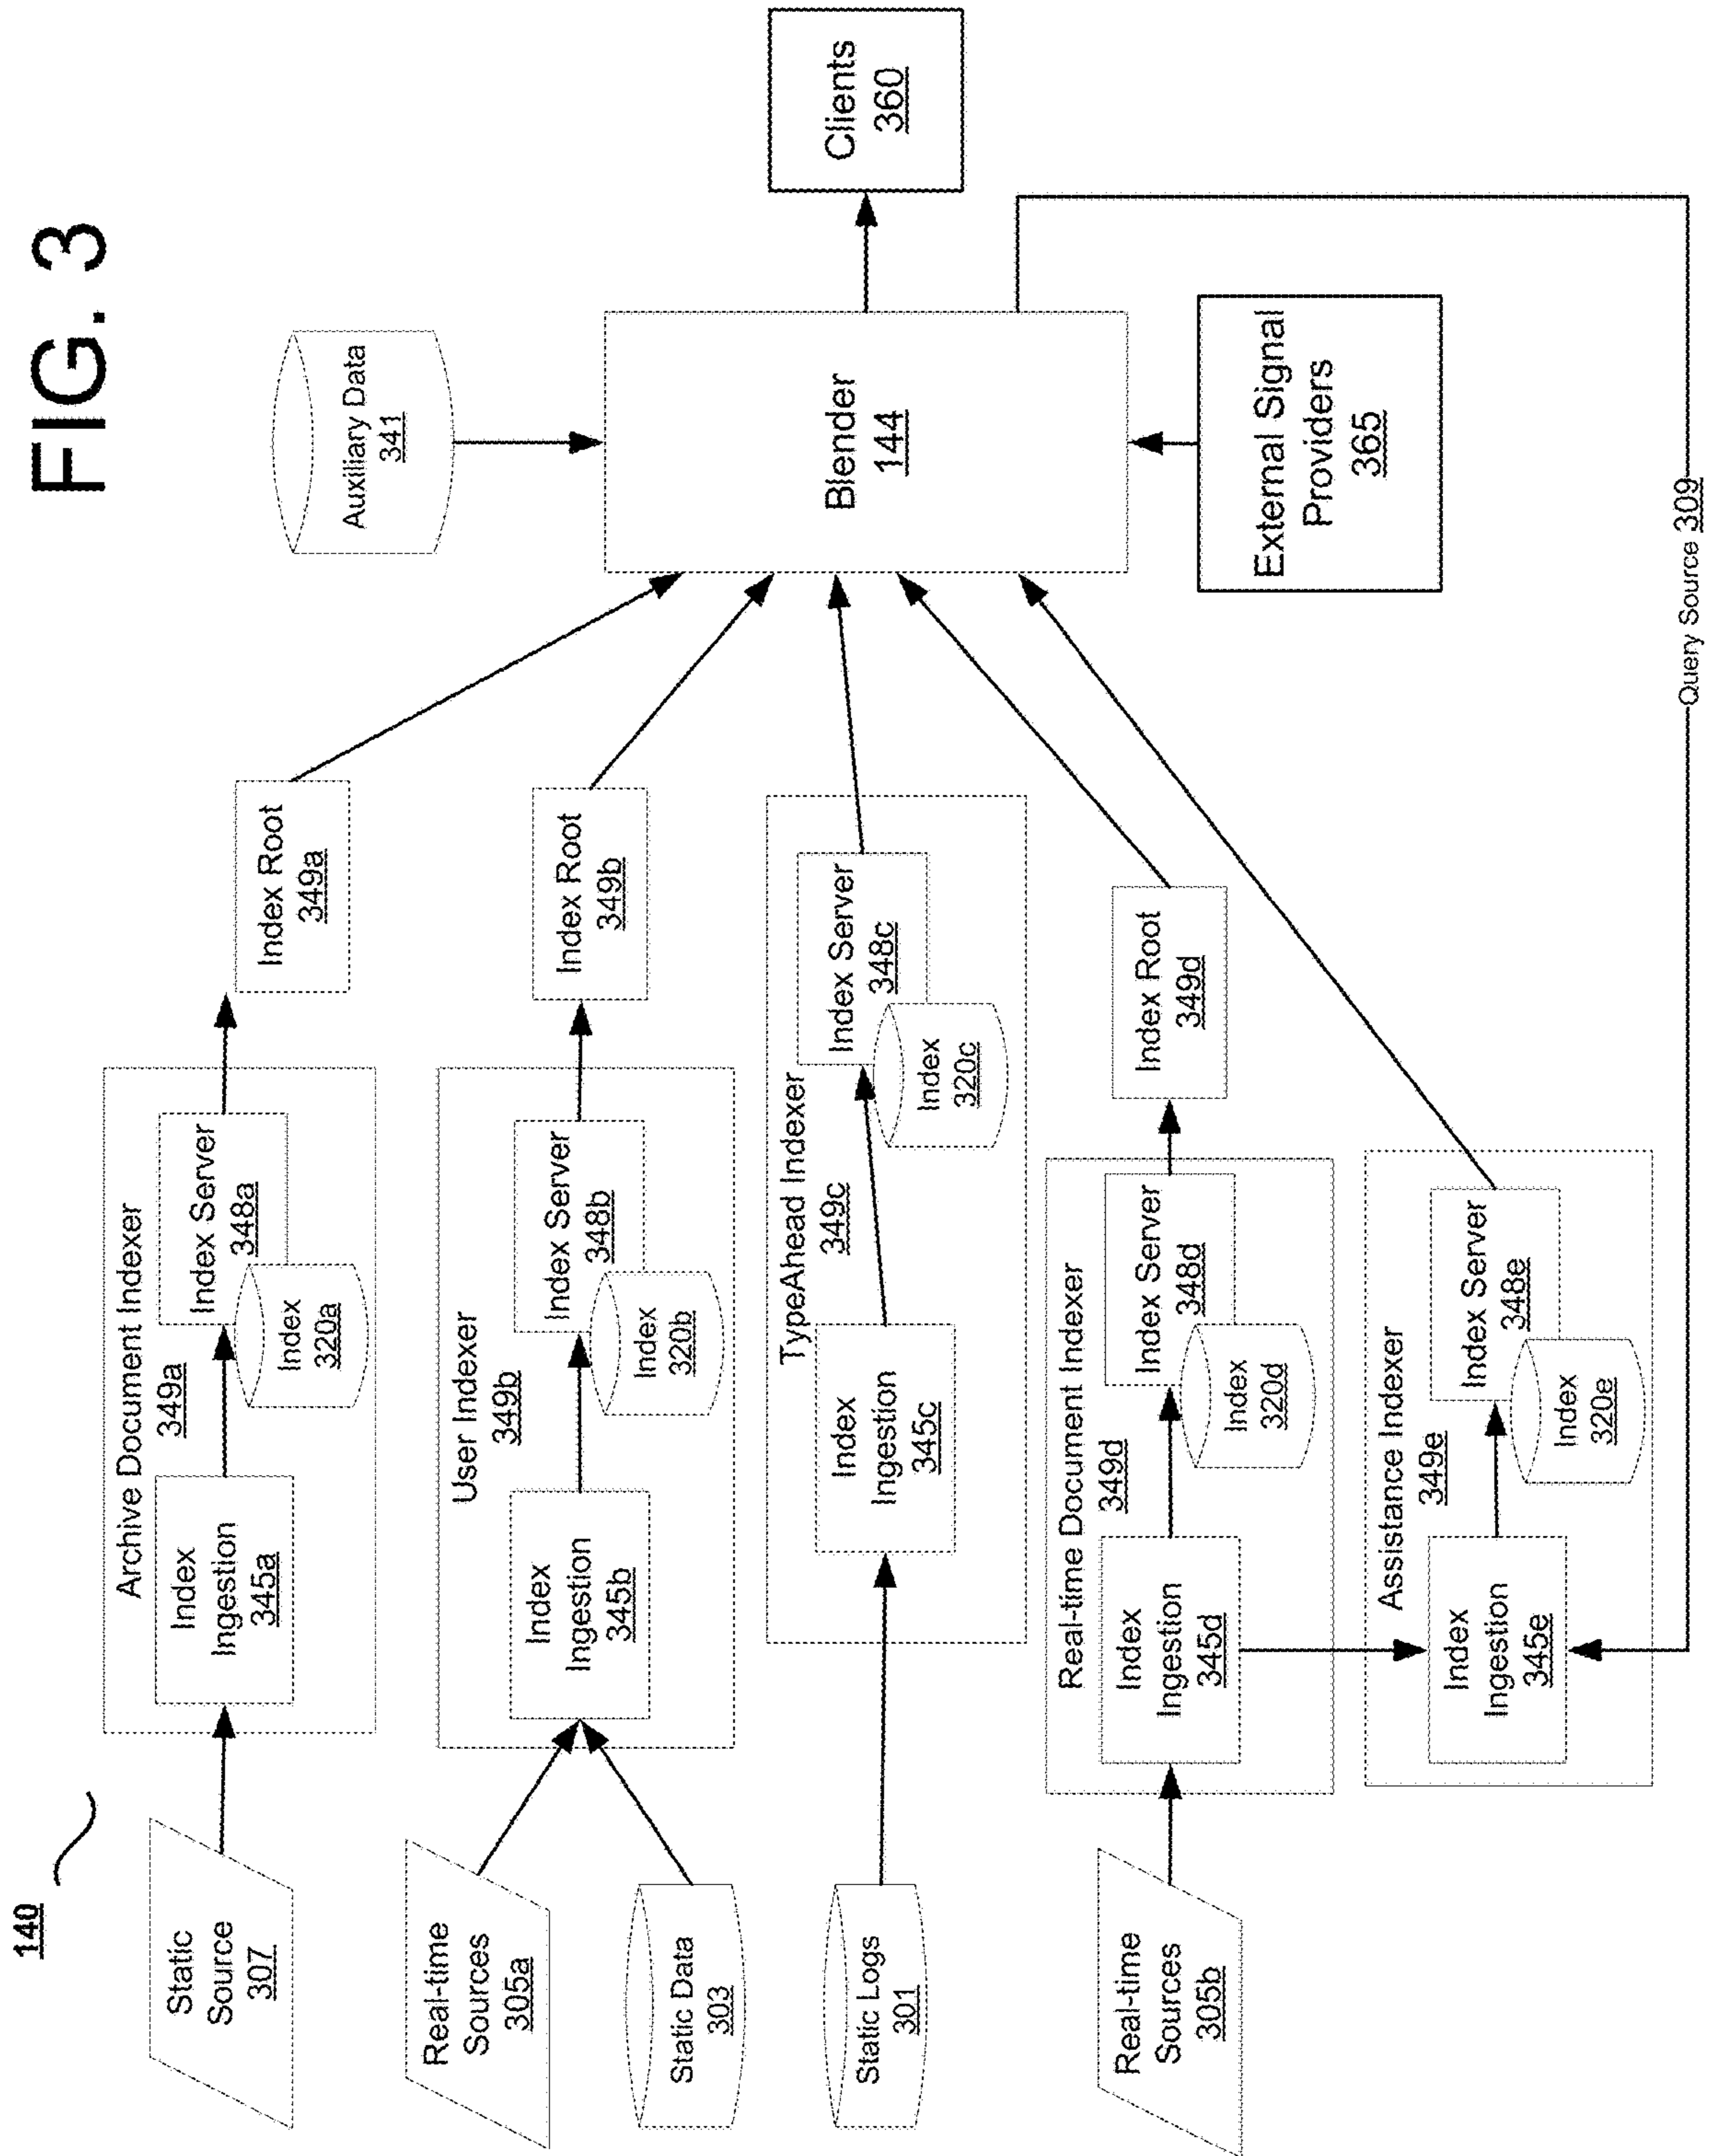 FIG. 3
140
Static
Source
307
Archive Document Indexer
349a
Index
Ingestion
345a
Index Server
348a
Index
320a
Index Root
349a
Real-time
Sources
305a
Static Data
303
User Indexer
349b
Index
Ingestion
345b
Index Server
348b
Index
320b
Index Root
349b
Static Logs
301
TypeAhead Indexer
349c
Index
Ingestion
345c
Index Server
348c
Index
320c
Real-time
Sources
305b
Real-time Document Indexer
349d
Index
Ingestion
345d
Index Server
348d
Index
320d
Index Root
349d
Assistance Indexer
349e
Index
Ingestion
345e
Index Server
348e
Index
320e
Auxiliary Data
341
Blender
144
Clients
360
External Signal
Providers
365
Query Source 309